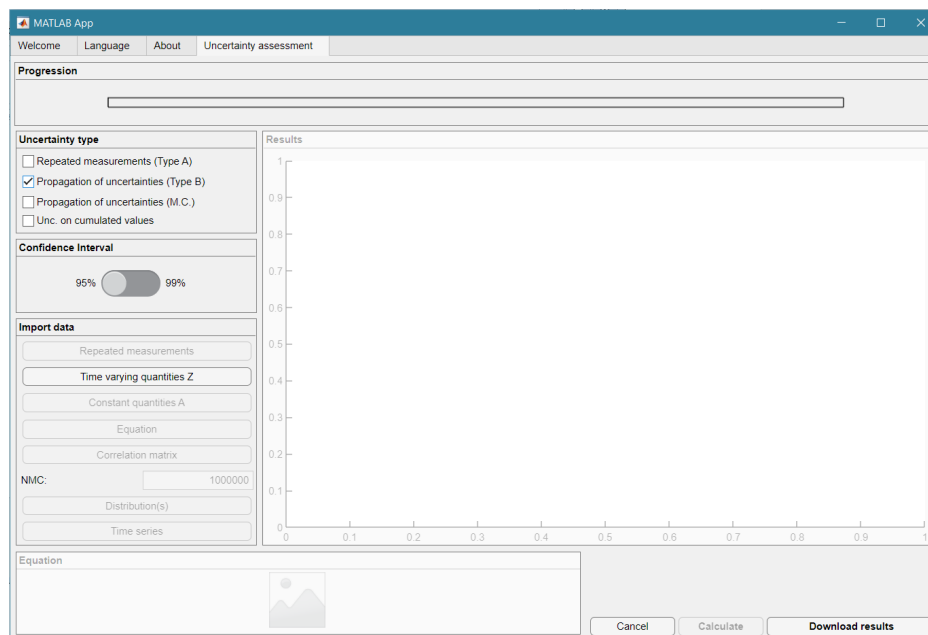 MATLAB App
Welcome Language About Uncertainty assessment
Progression
Uncertainty type
Repeated measurements (Type A)
Propagation of uncertainties (Type B)
Propagation of uncertainties (M.C.)
Unc. on cumulated values
Confidence Interval
95% 99%
Import data
Repeated measurements
Time varying quantities Z
Constant quantities A
Equation
Correlation matrix
NMC: 1000000
Distribution(s)
Time series
Results
1
0.9
0.8
0.7
0.6
0.5
0.4
0.3
0.2
0.1
0
0 0.1 0.2 0.3 0.4 0.5 0.6 0.7 0.8 0.9 1
Equation
Cancel Calculate Download results